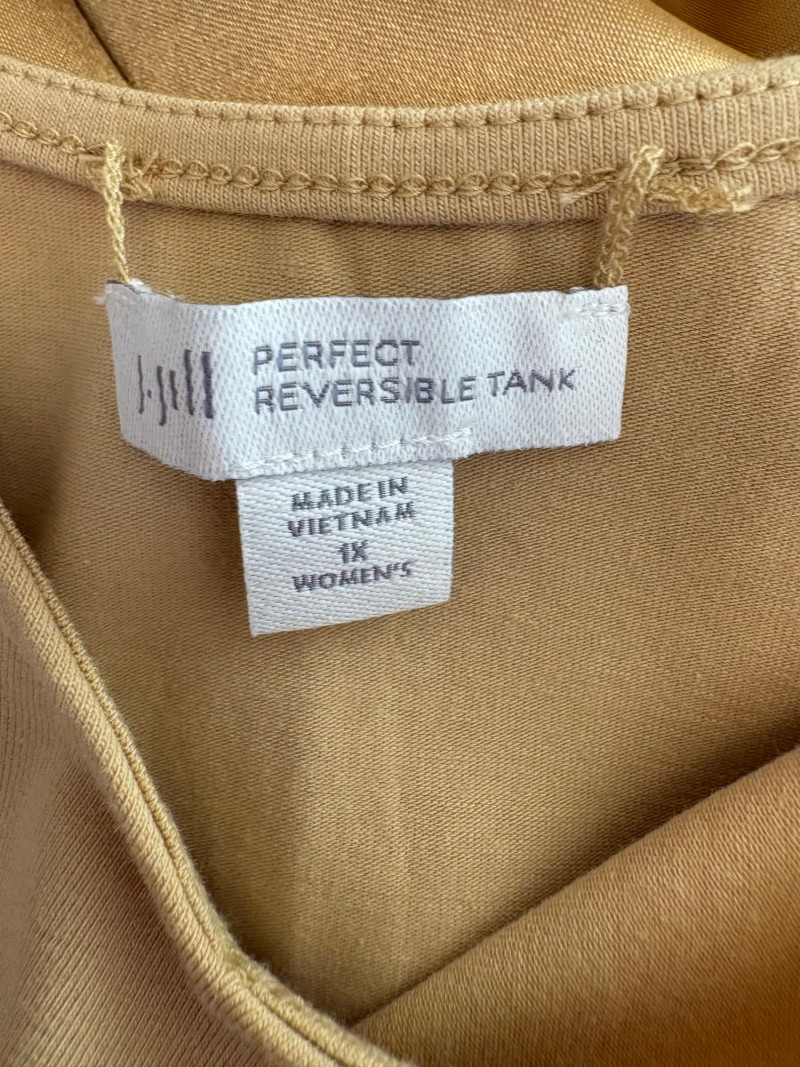 J.Jill
PERFECT
REVERSIBLE TANK
MADE IN
VIETNAM
1X
WOMEN'S